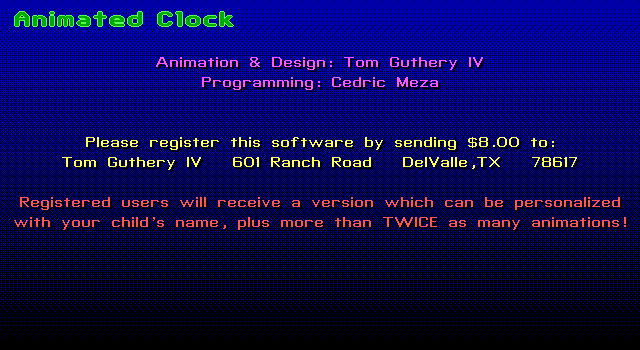 Animated Clock
Animation & Design: Tom Guthery IV
Programming: Cedric Meza
Please register this software by sending $8.00 to:
Tom Guthery IV   601 Ranch Road   DelValle,TX   78617
Registered users will receive a version which can be personalized
with your child's name, plus more than TWICE as many animations!